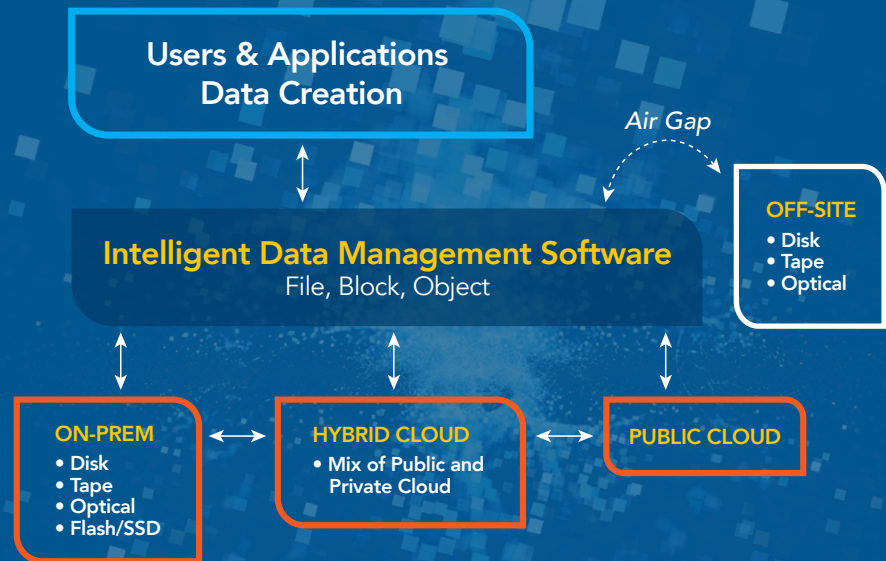 Users & Applications
Data Creation
Air Gap
OFF-SITE
• Disk
• Tape
• Optical
Intelligent Data Management Software
File, Block, Object
ON-PREM
• Disk
• Tape
• Optical
• Flash/SSD
HYBRID CLOUD
• Mix of Public and
Private Cloud
PUBLIC CLOUD